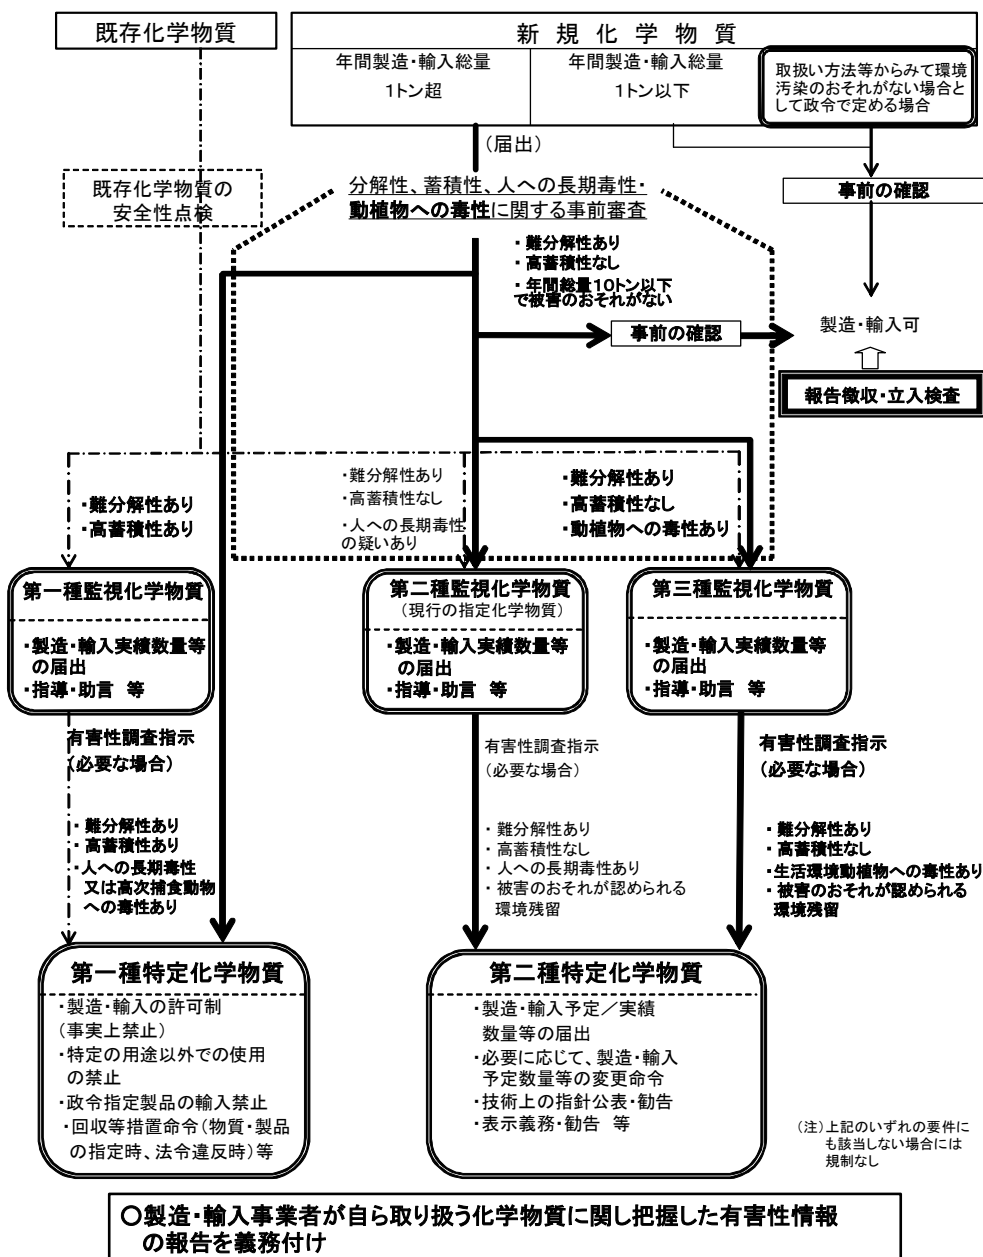 既存化学物質
新規化学物質
年間製造・輸入総量
1トン超
年間製造・輸入総量
1トン以下
取扱い方法等からみて環境
汚染のおそれがない場合と
して政令で定める場合
(届出)
既存化学物質の
安全性点検
分解性、蓄積性、人への長期毒性・
動植物への毒性に関する事前審査
事前の確認
・難分解性あり
・高蓄積性なし
・年間総量10トン以下
で被害のおそれがない
事前の確認
製造・輸入可
報告徴収・立入検査
・難分解性あり
・高蓄積性あり
・難分解性あり
・高蓄積性なし
・人への長期毒性
の疑いあり
・難分解性あり
・高蓄積性なし
・動植物への毒性あり
第一種監視化学物質
・製造・輸入実績数量等
の届出
・指導・助言 等
第二種監視化学物質
(現行の指定化学物質)
・製造・輸入実績数量等
の届出
・指導・助言 等
第三種監視化学物質
・製造・輸入実績数量等
の届出
・指導・助言 等
有害性調査指示
(必要な場合)
・難分解性あり
・高蓄積性あり
・人への長期毒性
又は高次捕食動物
への毒性あり
有害性調査指示
(必要な場合)
・難分解性あり
・高蓄積性なし
・人への長期毒性あり
・被害のおそれが認められる
環境残留
有害性調査指示
(必要な場合)
・難分解性あり
・高蓄積性なし
・生活環境動植物への毒性あり
・被害のおそれが認められる
環境残留
第一種特定化学物質
・製造・輸入の許可制
(事実上禁止)
・特定の用途以外での使用
の禁止
・政令指定製品の輸入禁止
・回収等措置命令(物質・製品
の指定時、法令違反時)等
第二種特定化学物質
・製造・輸入予定/実績
数量等の届出
・必要に応じて、製造・輸入
予定数量等の変更命令
・技術上の指針公表・勧告
・表示義務・勧告 等
(注)上記のいずれの要件に
も該当しない場合には
規制なし
○製造・輸入事業者が自ら取り扱う化学物質に関し把握した有害性情報
の報告を義務付け